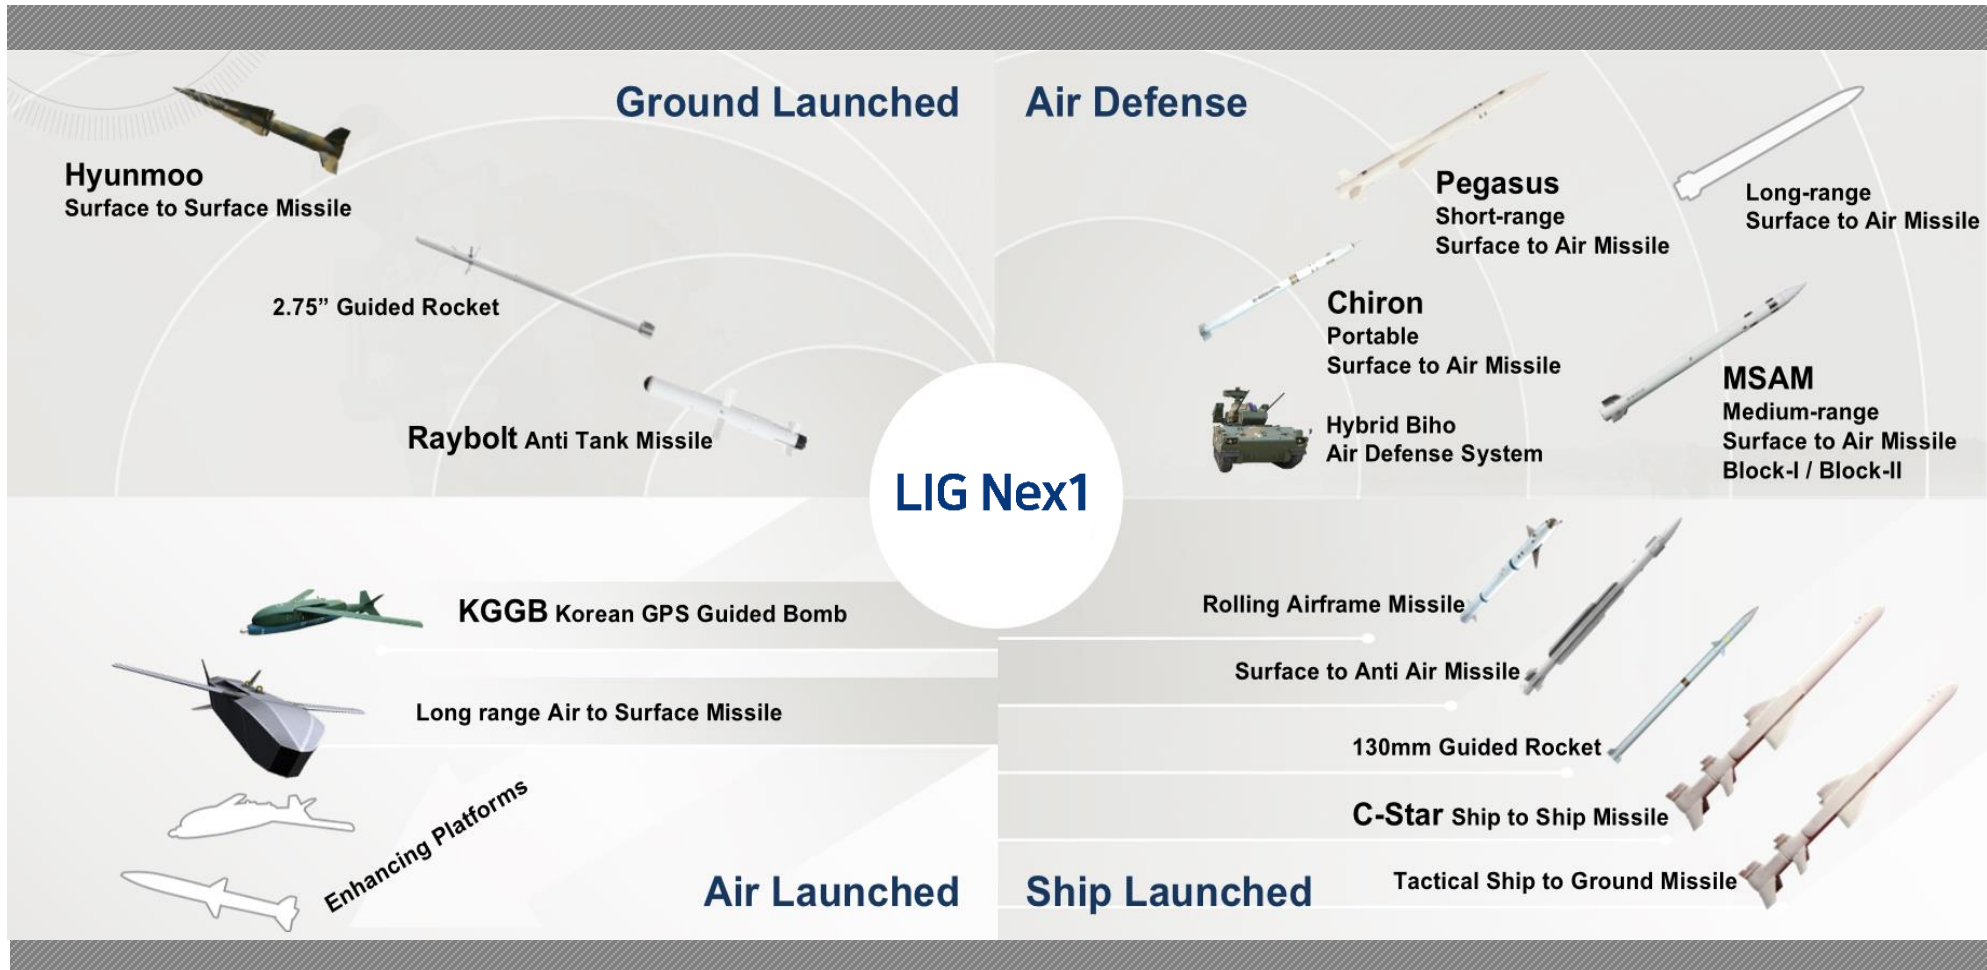 Ground Launched
Hyunmoo
Surface to Surface Missile
2.75” Guided Rocket
Raybolt Anti Tank Missile
Air Defense
Pegasus
Short-range
Surface to Air Missile
Long-range
Surface to Air Missile
Chiron
Portable
Surface to Air Missile
MSAM
Medium-range
Surface to Air Missile
Block-I / Block-II
Hybrid Biho
Air Defense System
LIG Nex1
KGGB Korean GPS Guided Bomb
Long range Air to Surface Missile
Enhancing Platforms
Air Launched
Rolling Airframe Missile
Surface to Anti Air Missile
130mm Guided Rocket
C-Star Ship to Ship Missile
Tactical Ship to Ground Missile
Ship Launched